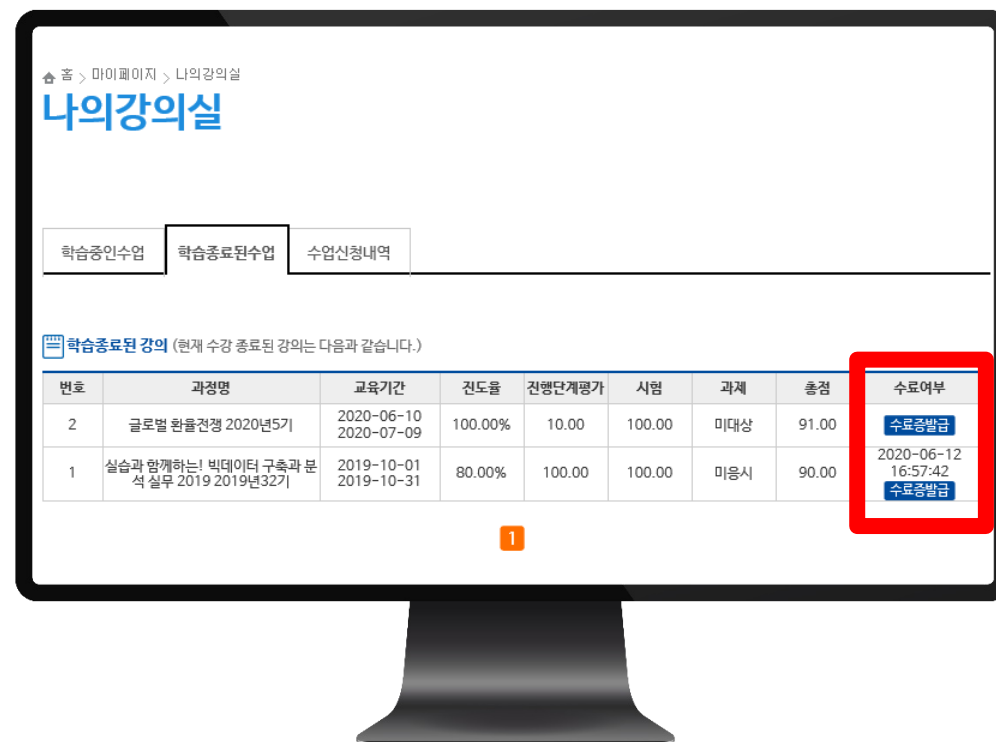 홈 > 마이페이지 > 나의강의실
나의강의실
학습중인수업 학습종료된수업 수업신청내역
학습종료된 강의 (현재 수강 종료된 강의는 다음과 같습니다.)
번호 과정명 교육기간 진도율 진행단계평가 시험 과제 총점 수료여부
2 글로벌 환율전쟁 2020년5기 2020-06-10 100.00% 10.00 100.00 미대상 91.00 수료증발급
2020-07-09
1 실습과 함께하는! 빅데이터 구축과 분 2019-10-01 80.00% 100.00 100.00 미응시 90.00 2020-06-12
석 실무 2019 2019년32기 2019-10-31 16:57:42
수료증발급
1